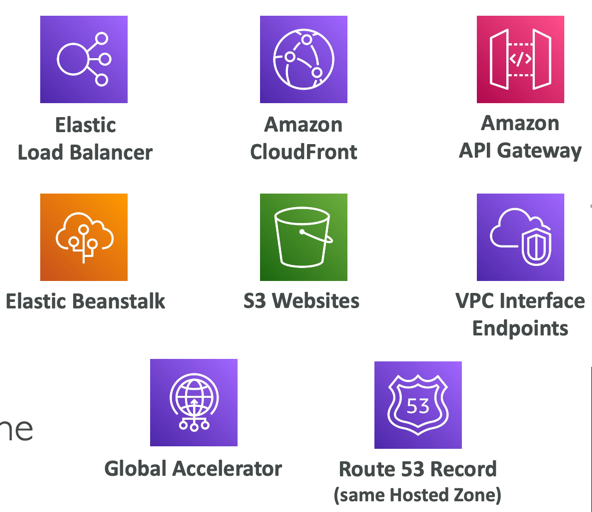 Elastic
Load Balancer
Amazon
CloudFront
Amazon
API Gateway
</>
Elastic Beanstalk
S3 Websites
VPC Interface
Endpoints
ne
53
Global Accelerator
Route 53 Record
(same Hosted Zone)